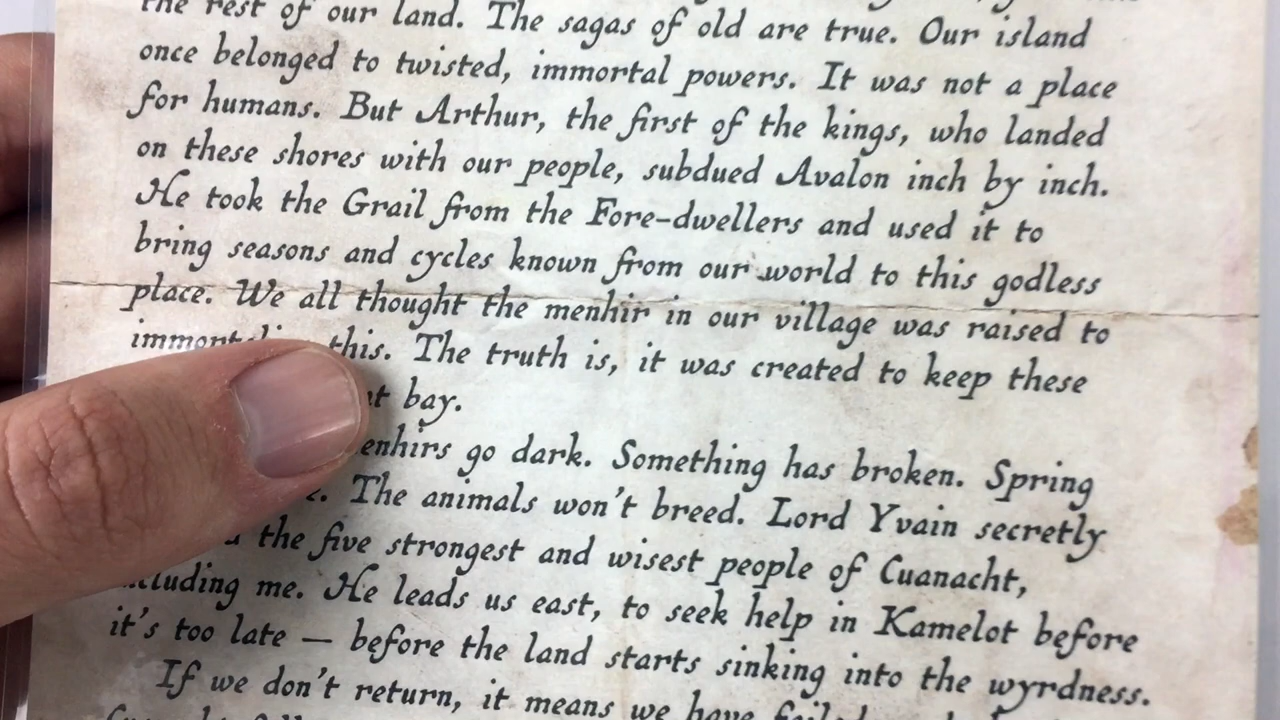 the rest of our land. The sagas of old are true. Our island
once belonged to twisted, immortal powers. It was not a place
for humans. But Arthur, the first of the kings, who landed
on these shores with our people, subdued Avalon inch by inch.
He took the Grail from the Fore-dwellers and used it to
bring seasons and cycles known from our world to this godless
place. We all thought the menhir in our village was raised to
this. The truth is, it was created to keep these
bay.
go dark. Something has broken. Spring
The animals won't breed. Lord Yvain secretly
the five strongest and wisest people of Cuanacht,
including me. He leads us east, to seek help in Kamelot before
it's too late — before the land starts sinking into the wyrdness.
If we don't return, it means we have failed